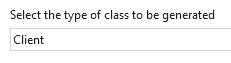 Select the type of class to be generated
Client